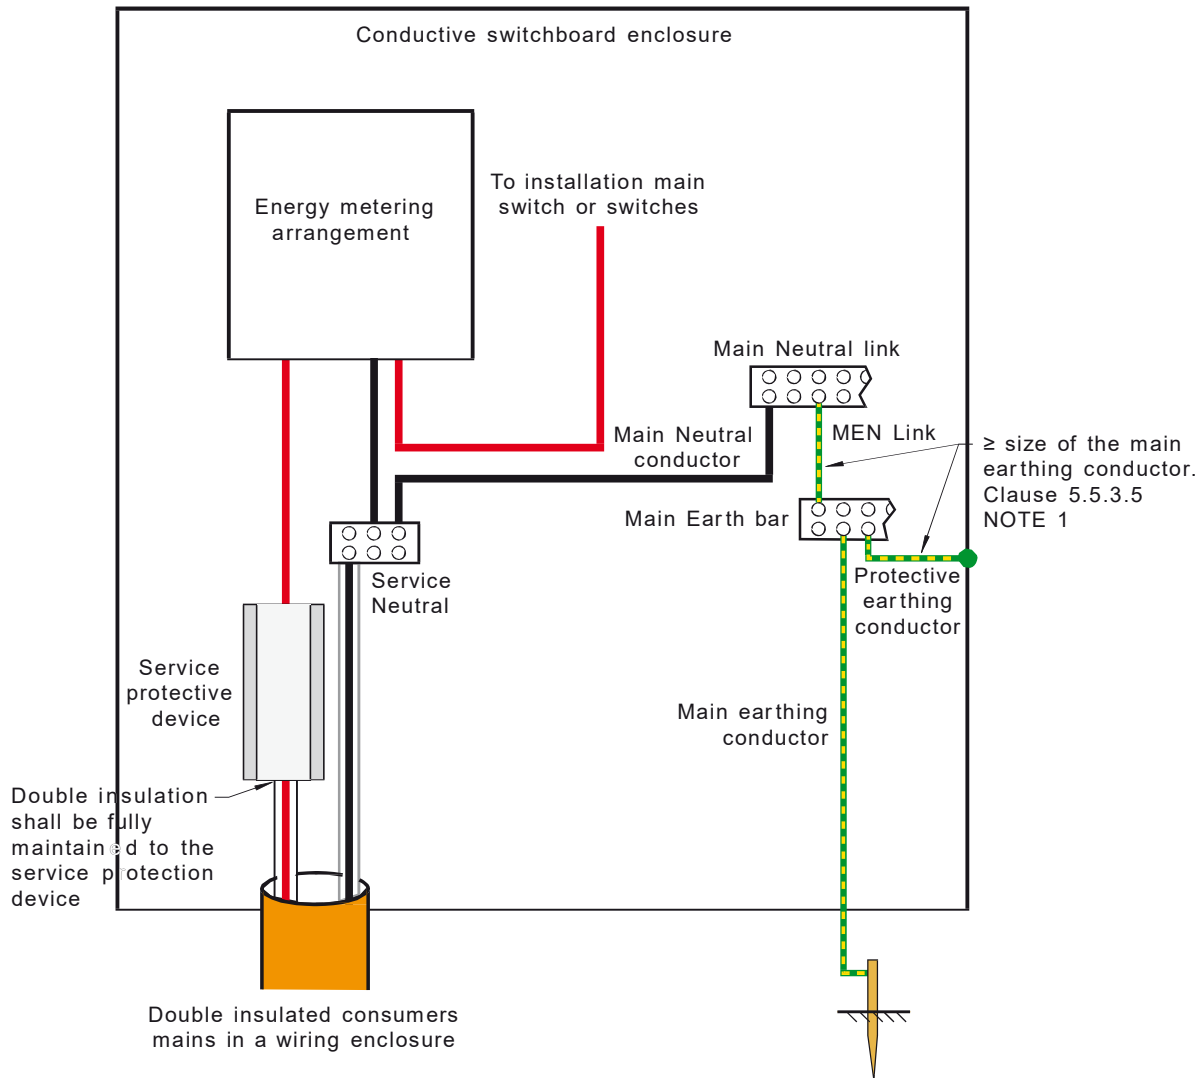 Conductive switchboard enclosure
Energy metering
arrangement
To installation main
switch or switches
Main Neutral link
Main Neutral
conductor
MEN Link
≥ size of the main
earthing conductor.
Clause 5.5.3.5
NOTE 1
Main Earth bar
Service
Neutral
Protective
earthing
conductor
Service
protective
device
Main earthing
conductor
Double insulation
shall be fully
maintained to the
service protection
device
Double insulated consumers
mains in a wiring enclosure